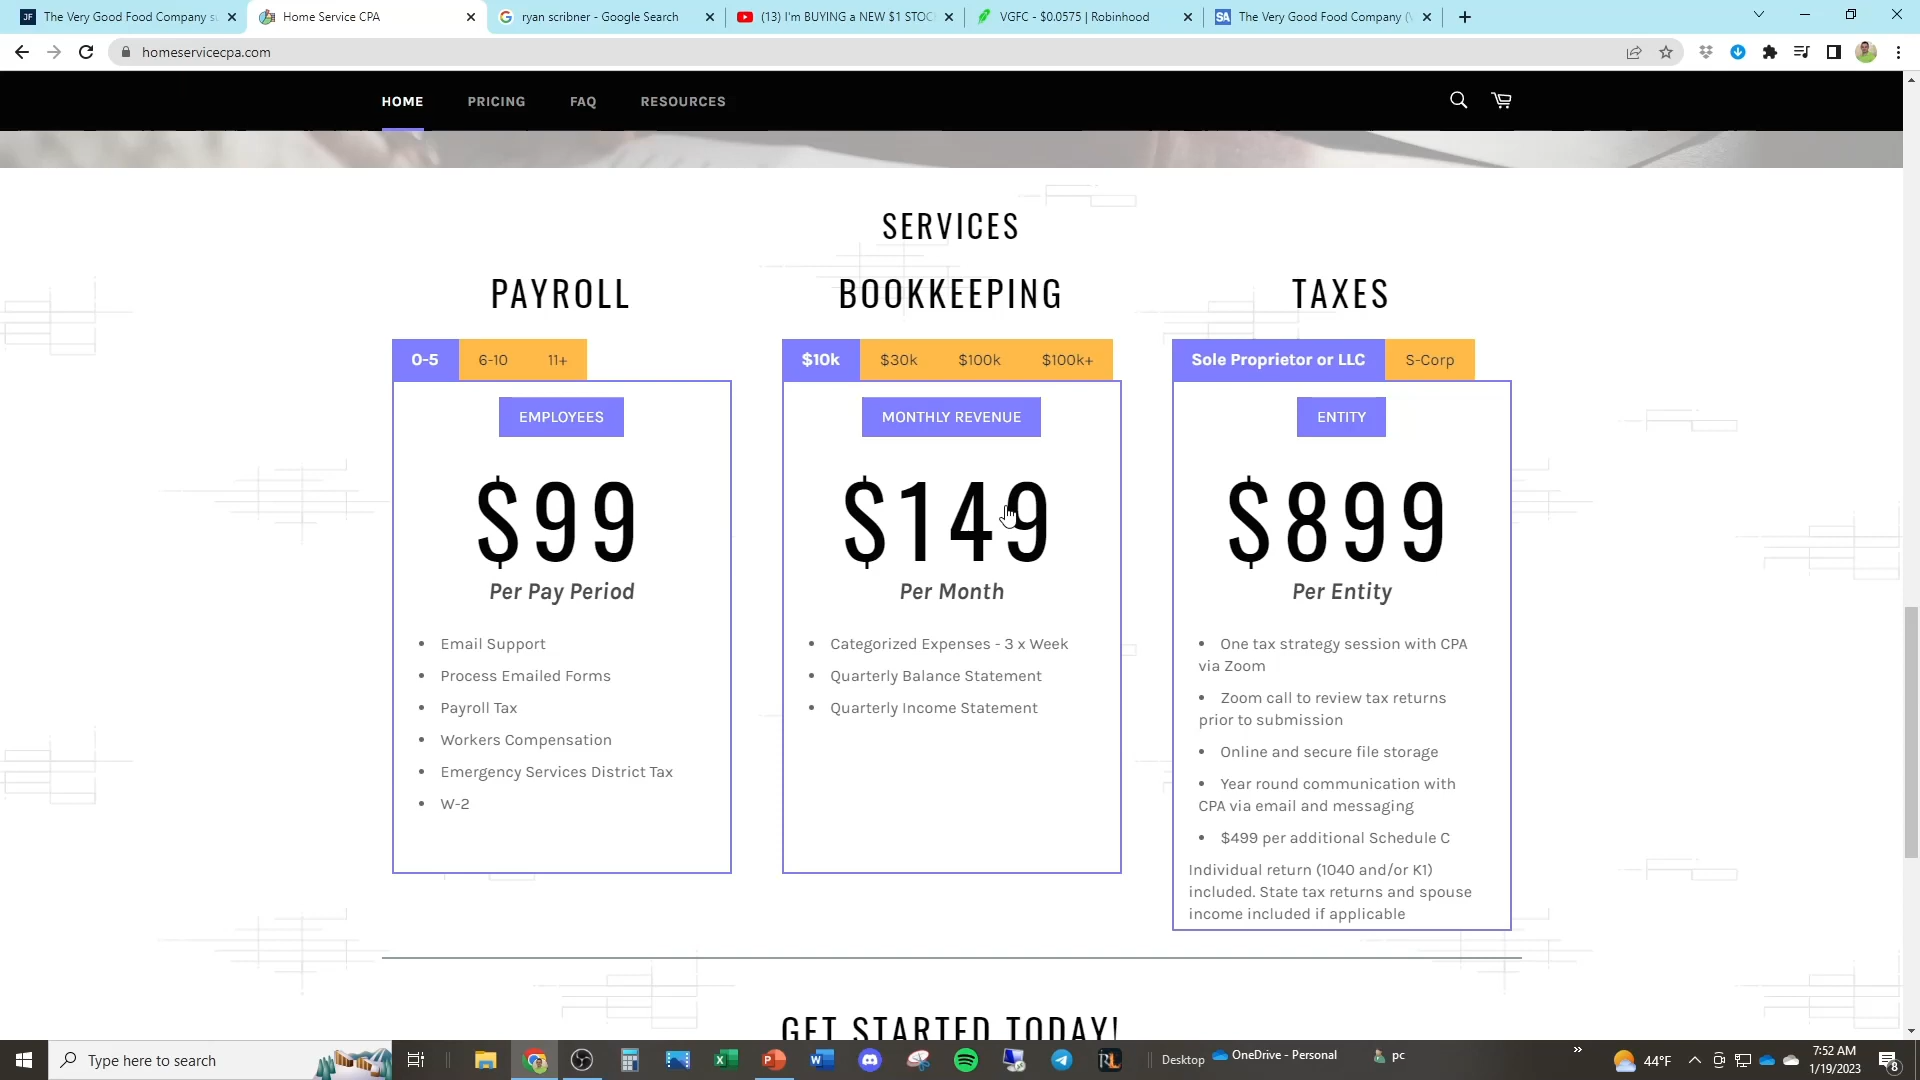 The Very Good Food Company su
Home Service CPA
ryan scribner - Google Search
(13) I'm BUYING a NEW $1 STOC
VGFC - $0.0575 | Robinhood
The Very Good Food Company (V
homeservicecpa.com
HOME
PRICING
FAQ
RESOURCES
SERVICES
PAYROLL
0-5 6-10 11+
EMPLOYEES
$99
Per Pay Period
• Email Support
• Process Emailed Forms
• Payroll Tax
• Workers Compensation
• Emergency Services District Tax
• W-2
BOOKKEEPING
$10k $30k $100k $100k+
MONTHLY REVENUE
$149
Per Month
• Categorized Expenses - 3 x Week
• Quarterly Balance Statement
• Quarterly Income Statement
TAXES
Sole Proprietor or LLC S-Corp
ENTITY
$899
Per Entity
• One tax strategy session with CPA
via Zoom
• Zoom call to review tax returns
prior to submission
• Online and secure file storage
• Year round communication with
CPA via email and messaging
• $499 per additional Schedule C
Individual return (1040 and/or K1)
included. State tax returns and spouse
income included if applicable
GET STARTED TODAY!
Type here to search
Desktop
OneDrive - Personal
pc
44°F
7:52 AM
1/19/2023
8